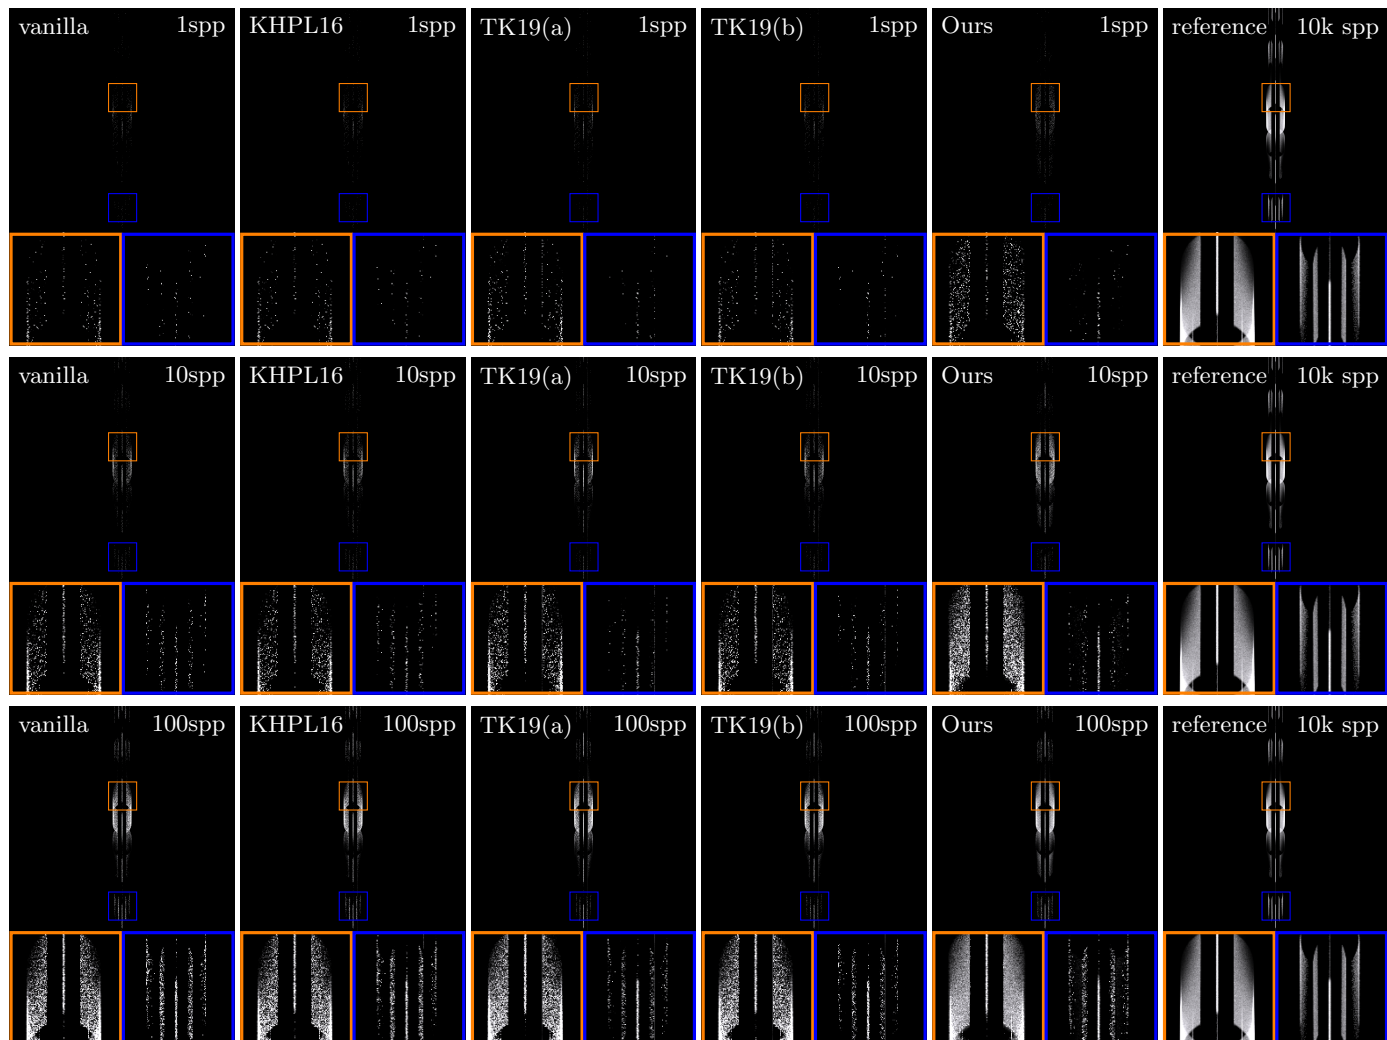 vanilla 1spp KHPL16 1spp TK19(a) 1spp TK19(b) 1spp Ours 1spp reference 10k spp
vanilla 10spp KHPL16 10spp TK19(a) 10spp TK19(b) 10spp Ours 10spp reference 10k spp
vanilla 100spp KHPL16 100spp TK19(a) 100spp TK19(b) 100spp Ours 100spp reference 10k spp